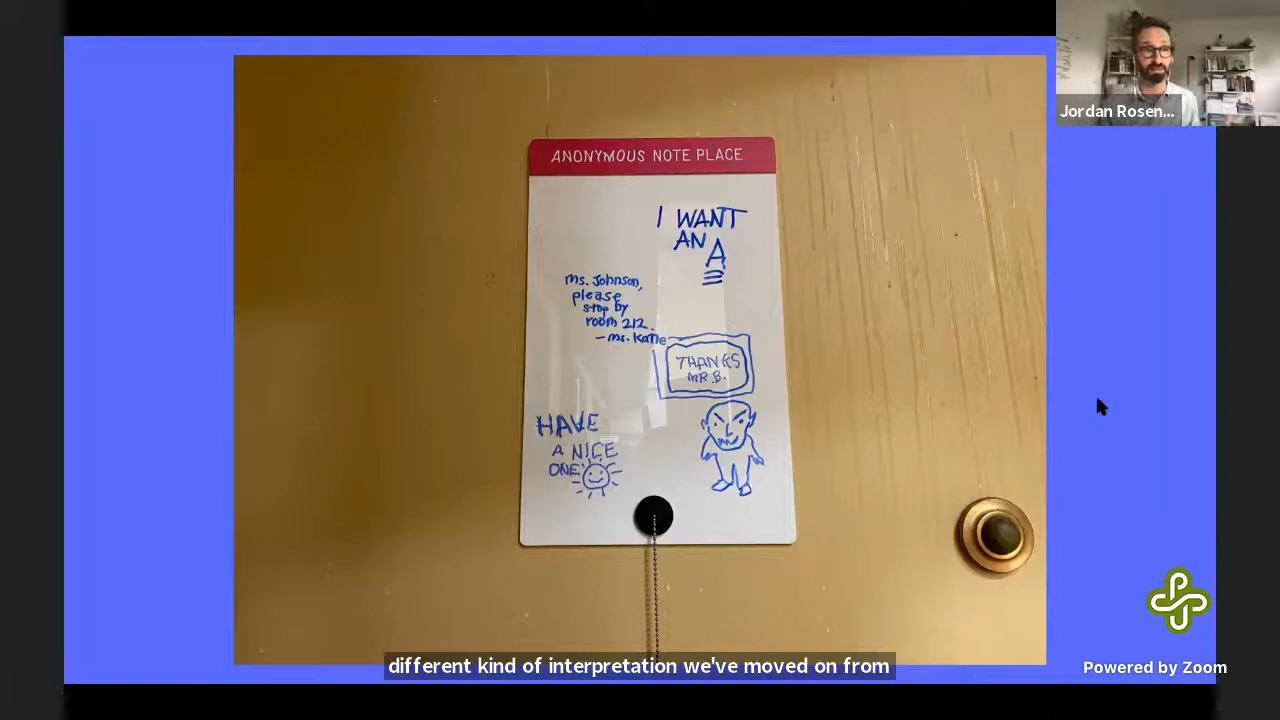 Jordan Rosen...
ANONYMOUS NOTE PLACE
I WANT
AN A
ms. Johnson,
please
stop by
room 212.
- ms. Katie
THANKS
MR B.
HAVE
A NICE
ONE
different kind of interpretation we've moved on from
Powered by Zoom